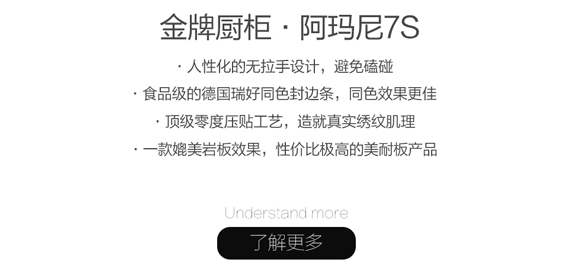 金牌厨柜·阿玛尼7S
·人性化的无拉手设计，避免磕碰
·食品级的德国瑞好同色封边条，同色效果更佳
·顶级零度压贴工艺，造就真实绣纹肌理
·一款媲美岩板效果，性价比极高的美耐板产品
Understand more
了解更多